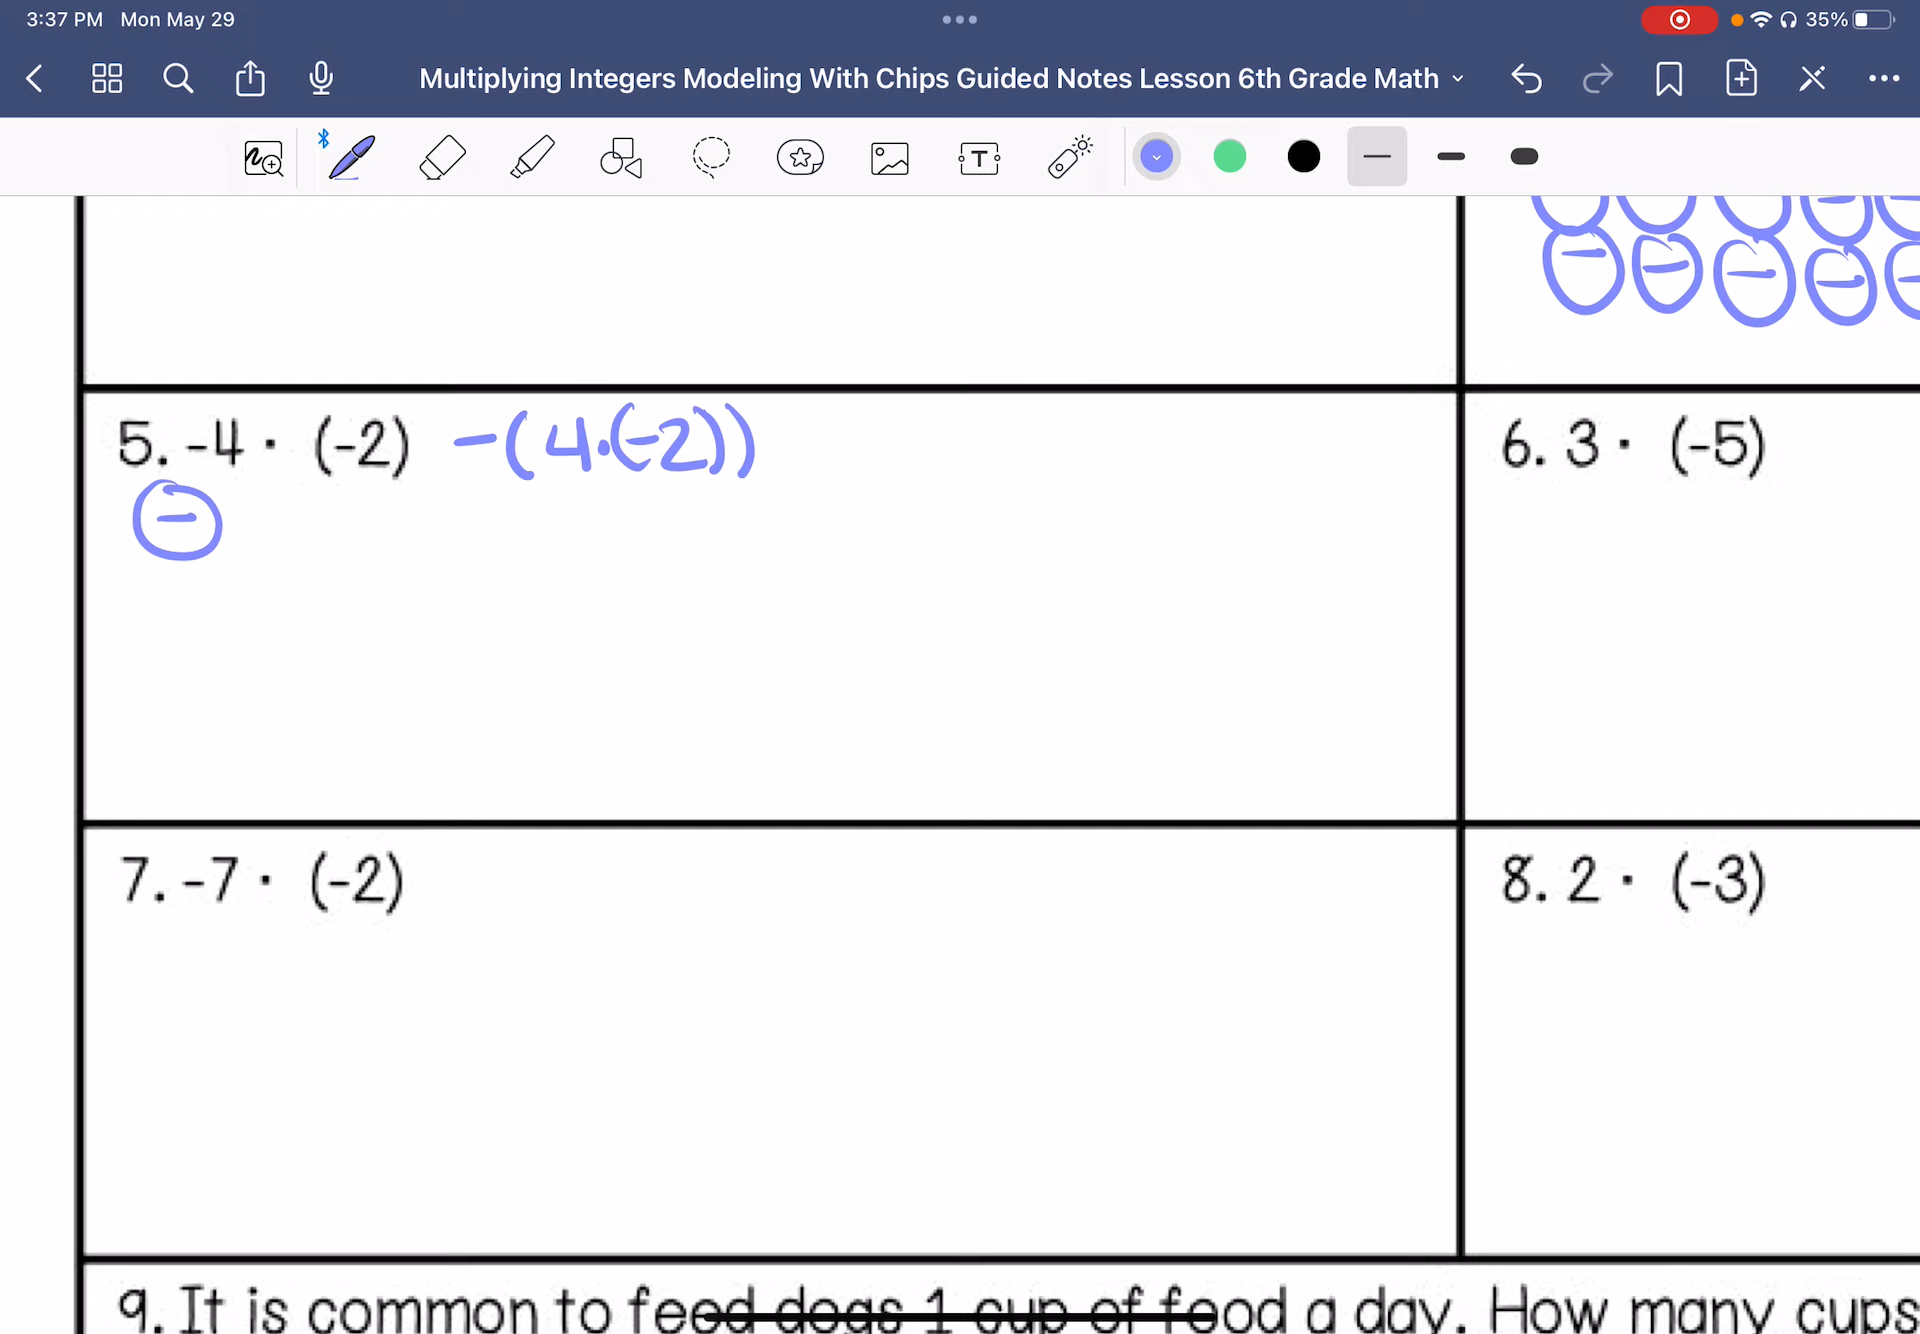 3:37 PM Mon May 29
35%
Multiplying Integers Modeling With Chips Guided Notes Lesson 6th Grade Math
T
5. -4 · (-2) -(4·(-2))
6. 3 · (-5)
7. -7 · (-2)
8. 2 · (-3)
9. It is common to feed dogs 1 cup of food a day. How many cups